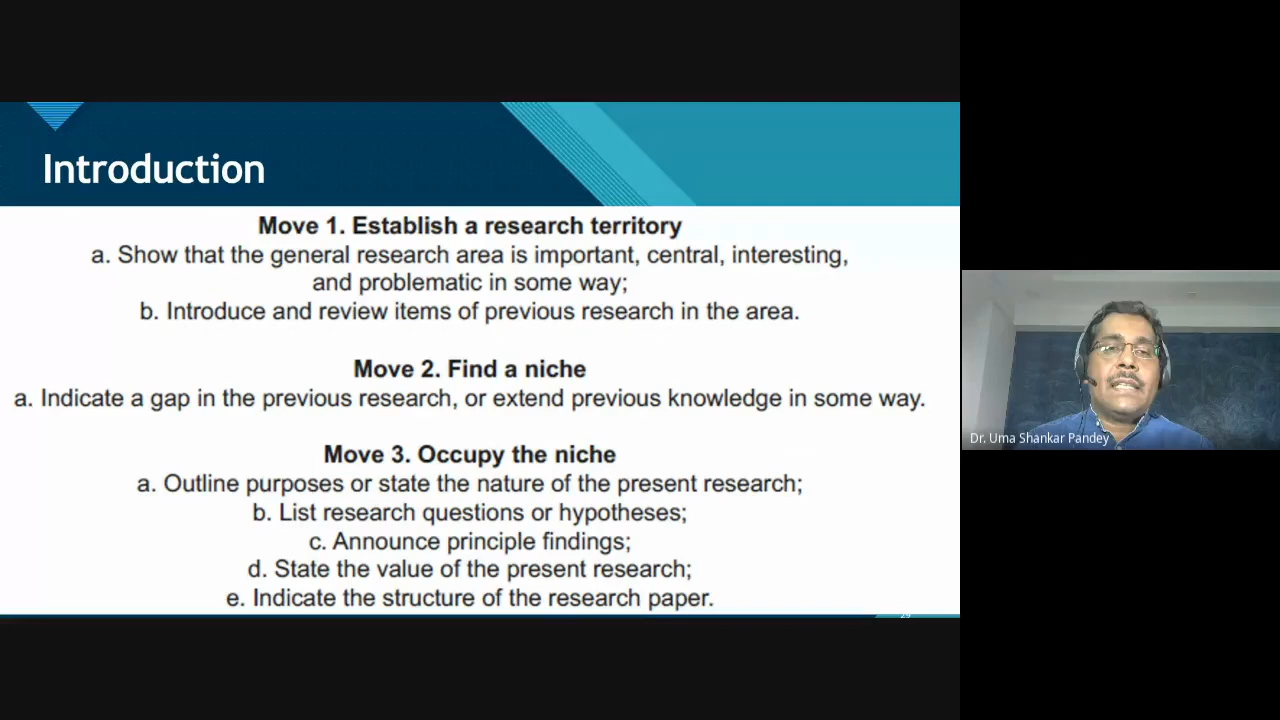 Introduction
Move 1. Establish a research territory
a. Show that the general research area is important, central, interesting,
and problematic in some way;
b. Introduce and review items of previous research in the area.
Move 2. Find a niche
a. Indicate a gap in the previous research, or extend previous knowledge in some way.
Move 3. Occupy the niche
a. Outline purposes or state the nature of the present research;
b. List research questions or hypotheses;
c. Announce principle findings;
d. State the value of the present research;
e. Indicate the structure of the research paper.
29
Dr. Uma Shankar Pandey